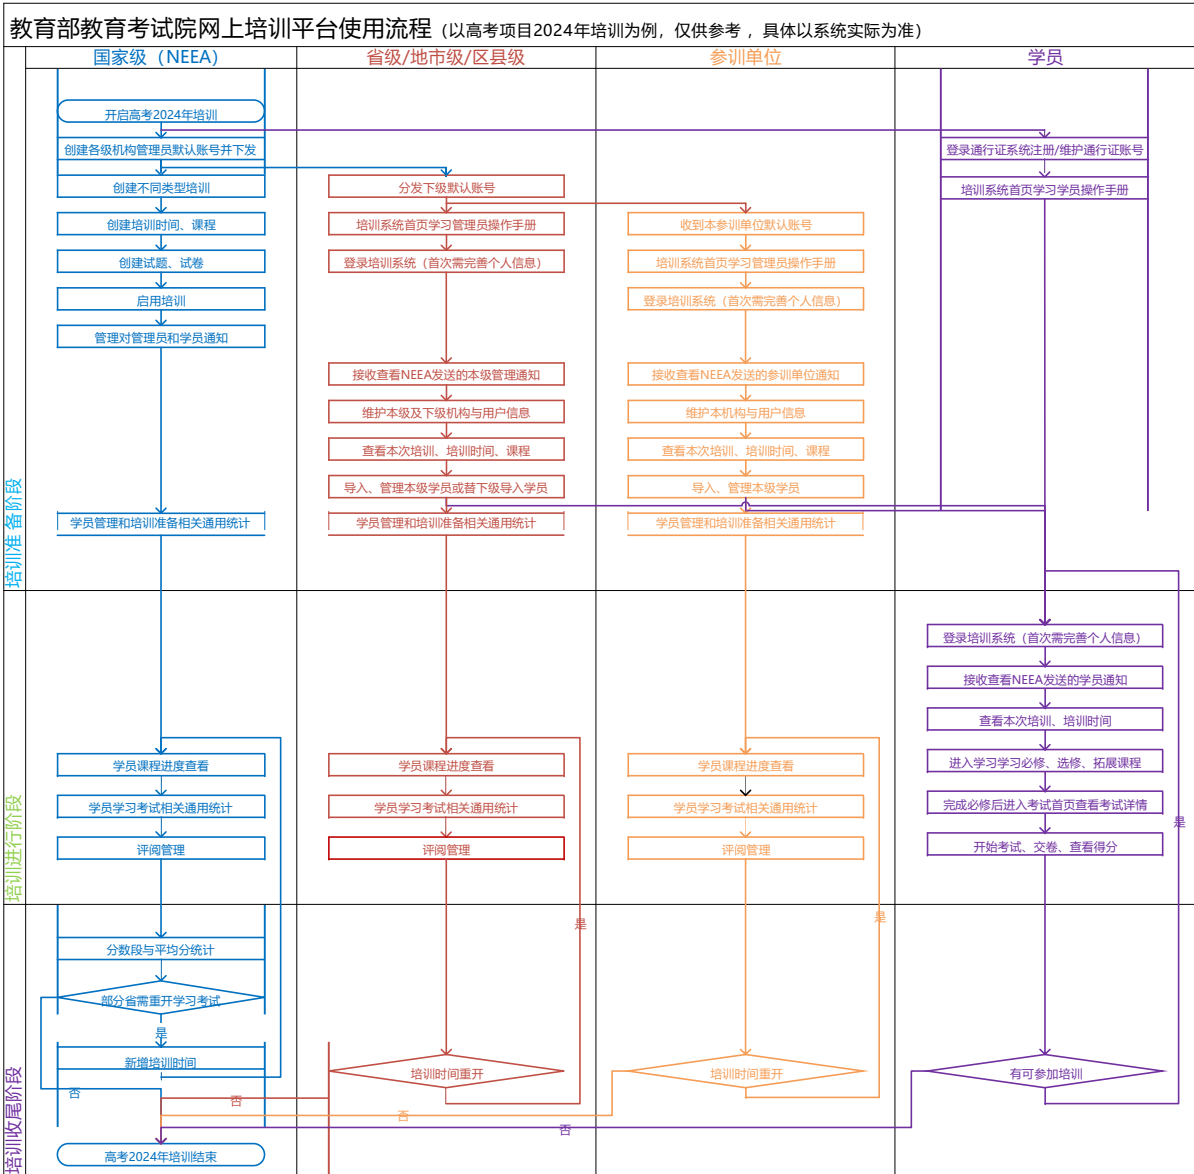 教育部教育考试院网上培训平台使用流程（以高考项目2024年培训为例，仅供参考 ，具体以系统实际为准）
国家级（NEEA）
省级/地市级/区县级
参训单位
学员
培训准备阶段
开启高考2024年培训
创建各级机构管理员默认账号并下发
创建不同类型培训
创建培训时间、课程
创建试题、试卷
启用培训
管理对管理员和学员通知
学员管理和培训准备相关通用统计
分发下级默认账号
培训系统首页学习管理员操作手册
登录培训系统（首次需完善个人信息）
接收查看NEEA发送的本级管理通知
维护本级及下级机构与用户信息
查看本次培训、培训时间、课程
导入、管理本级学员或替下级导入学员
学员管理和培训准备相关通用统计
收到本参训单位默认账号
培训系统首页学习管理员操作手册
登录培训系统（首次需完善个人信息）
接收查看NEEA发送的参训单位通知
维护本机构与用户信息
查看本次培训、培训时间、课程
导入、管理本级学员
学员管理和培训准备相关通用统计
登录通行证系统注册/维护通行证账号
培训系统首页学习学员操作手册
培训进行阶段
学员课程进度查看
学员学习考试相关通用统计
评阅管理
学员课程进度查看
学员学习考试相关通用统计
评阅管理
学员课程进度查看
学员学习考试相关通用统计
评阅管理
登录培训系统（首次需完善个人信息）
接收查看NEEA发送的学员通知
查看本次培训、培训时间
进入学习学习必修、选修、拓展课程
完成必修后进入考试首页查看考试详情
开始考试、交卷、查看得分
是
培训收尾阶段
分数段与平均分统计
部分省需重开学习考试
是
新增培训时间
否
高考2024年培训结束
是
培训时间重开
否
是
培训时间重开
否
有可参加培训
否